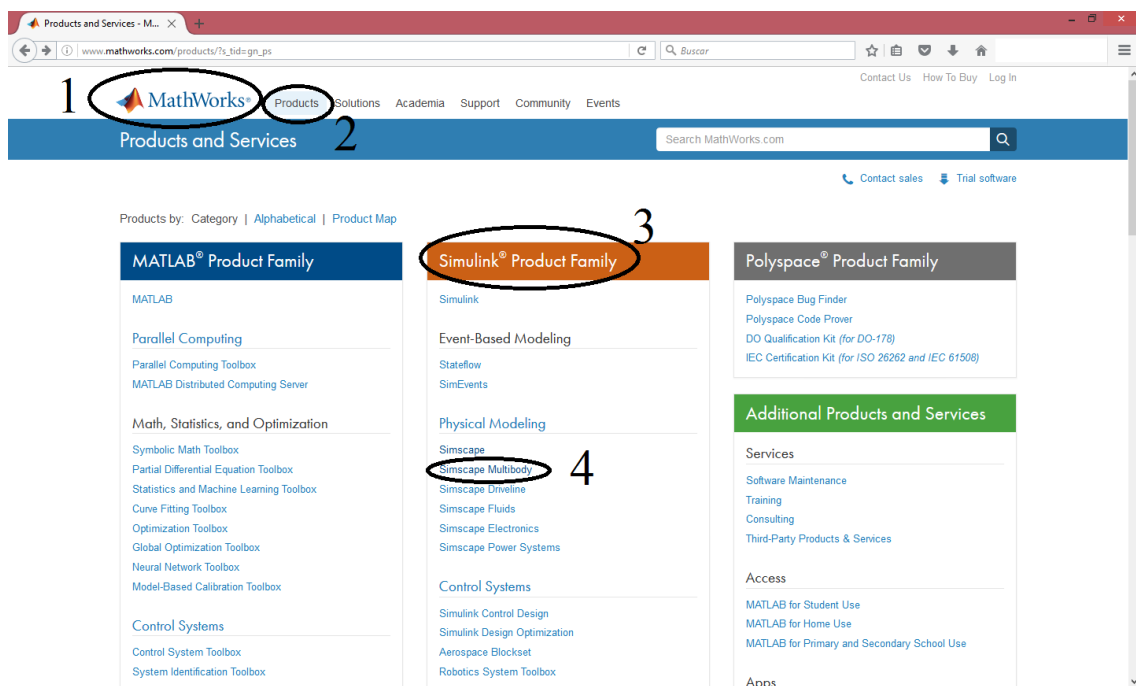 Products and Services - M...
www.mathworks.com/products/?s_tid=gn_ps
Buscar
Contact Us How To Buy Log In
1
MathWorks®
Products Solutions Academia Support Community Events
2
Products and Services
Search MathWorks.com
Contact sales Trial software
Products by: Category | Alphabetical | Product Map
3
MATLAB® Product Family
MATLAB
Parallel Computing
Parallel Computing Toolbox
MATLAB Distributed Computing Server
Math, Statistics, and Optimization
Symbolic Math Toolbox
Partial Differential Equation Toolbox
Statistics and Machine Learning Toolbox
Curve Fitting Toolbox
Optimization Toolbox
Global Optimization Toolbox
Neural Network Toolbox
Model-Based Calibration Toolbox
Control Systems
Control System Toolbox
System Identification Toolbox
Simulink® Product Family
Simulink
Event-Based Modeling
Stateflow
SimEvents
Physical Modeling
Simscape
Simscape Multibody
4
Simscape Driveline
Simscape Fluids
Simscape Electronics
Simscape Power Systems
Control Systems
Simulink Control Design
Simulink Design Optimization
Aerospace Blockset
Robotics System Toolbox
Polyspace® Product Family
Polyspace Bug Finder
Polyspace Code Prover
DO Qualification Kit (for DO-178)
IEC Certification Kit (for ISO 26262 and IEC 61508)
Additional Products and Services
Services
Software Maintenance
Training
Consulting
Third-Party Products & Services
Access
MATLAB for Student Use
MATLAB for Home Use
MATLAB for Primary and Secondary School Use
Apps